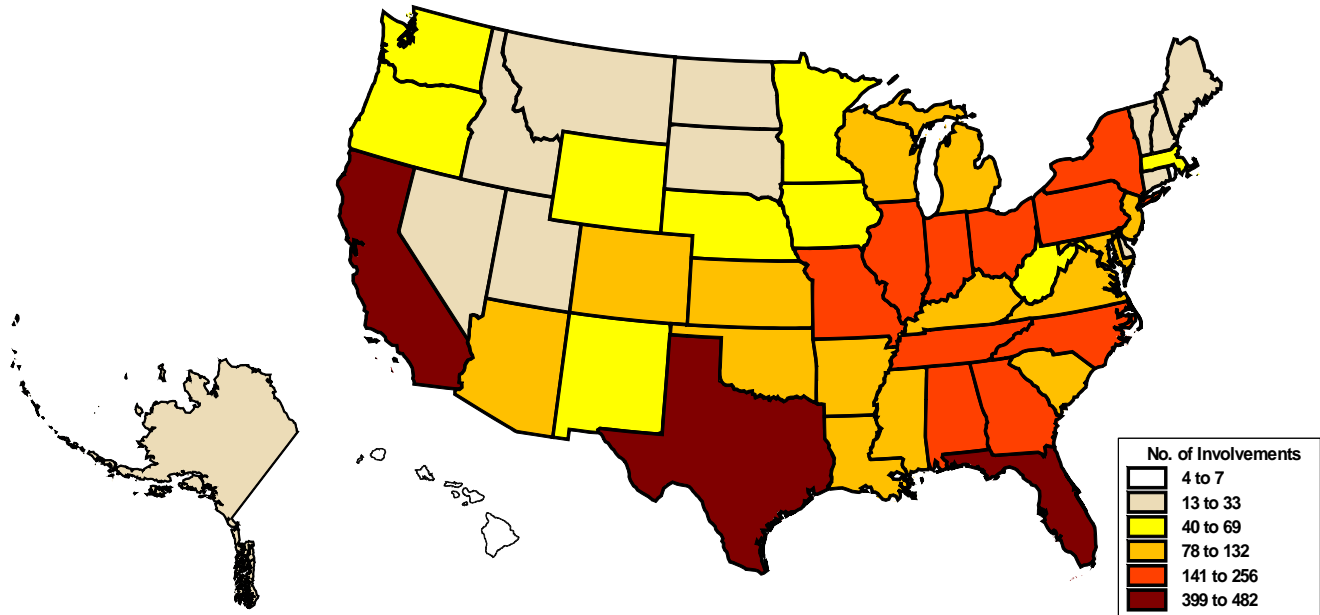 No. of Involvements
4 to 7
13 to 33
40 to 69
78 to 132
141 to 256
399 to 482